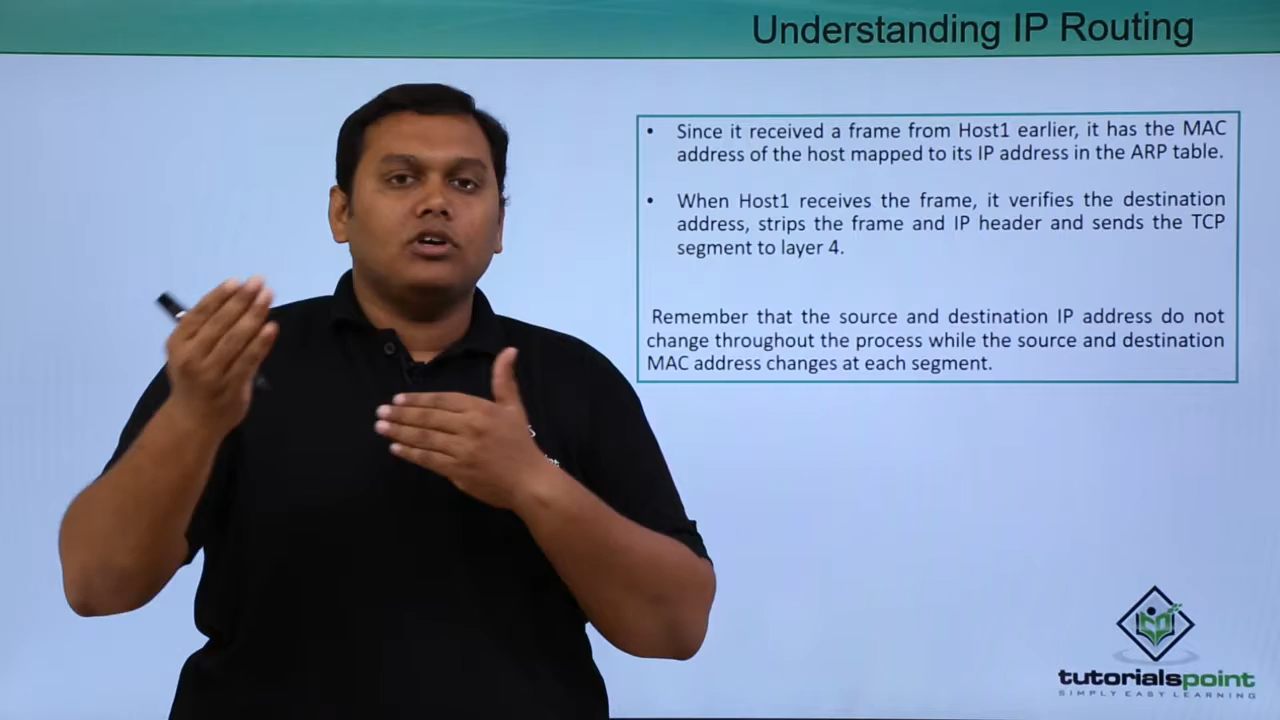 Understanding IP Routing
• Since it received a frame from Host1 earlier, it has the MAC
address of the host mapped to its IP address in the ARP table.
• When Host1 receives the frame, it verifies the destination
address, strips the frame and IP header and sends the TCP
segment to layer 4.
Remember that the source and destination IP address do not
change throughout the process while the source and destination
MAC address changes at each segment.
tutorialspoint
SIMPLY EASY LEARNING